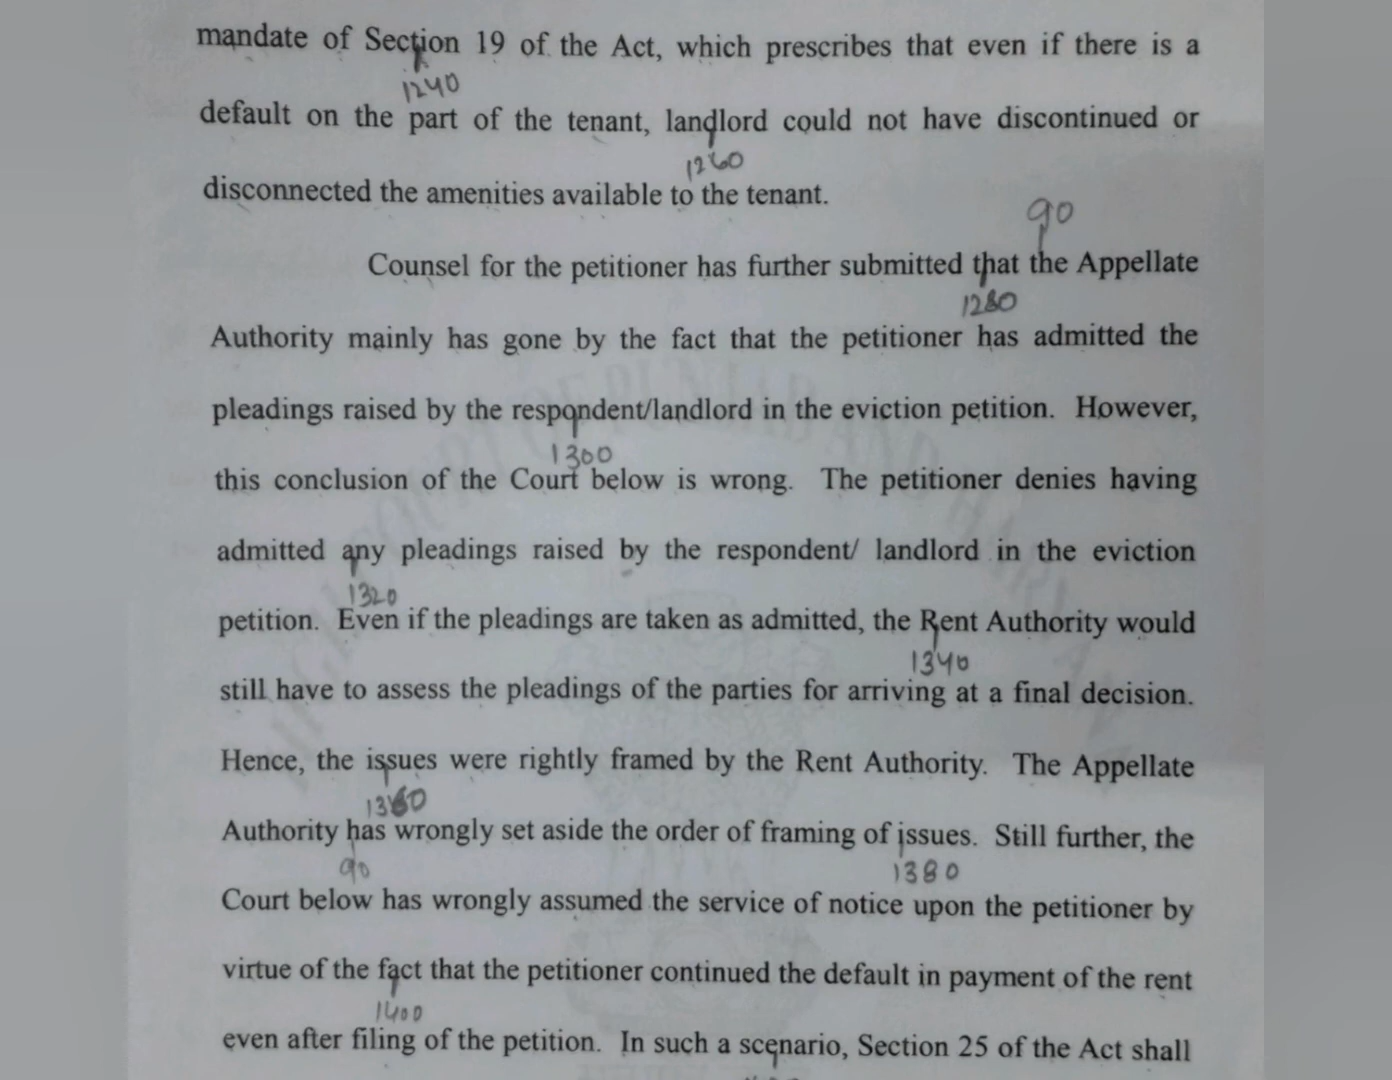 mandate of Section 19 of the Act, which prescribes that even if there is a
1240
default on the part of the tenant, landlord could not have discontinued or
1260
disconnected the amenities available to the tenant.
90
Counsel for the petitioner has further submitted that the Appellate
1280
Authority mainly has gone by the fact that the petitioner has admitted the
pleadings raised by the respondent/landlord in the eviction petition. However,
1300
this conclusion of the Court below is wrong. The petitioner denies having
admitted any pleadings raised by the respondent/ landlord in the eviction
1320
petition. Even if the pleadings are taken as admitted, the Rent Authority would
1340
still have to assess the pleadings of the parties for arriving at a final decision.
Hence, the issues were rightly framed by the Rent Authority. The Appellate
1360
Authority has wrongly set aside the order of framing of issues. Still further, the
90 1380
Court below has wrongly assumed the service of notice upon the petitioner by
virtue of the fact that the petitioner continued the default in payment of the rent
1400
even after filing of the petition. In such a scenario, Section 25 of the Act shall